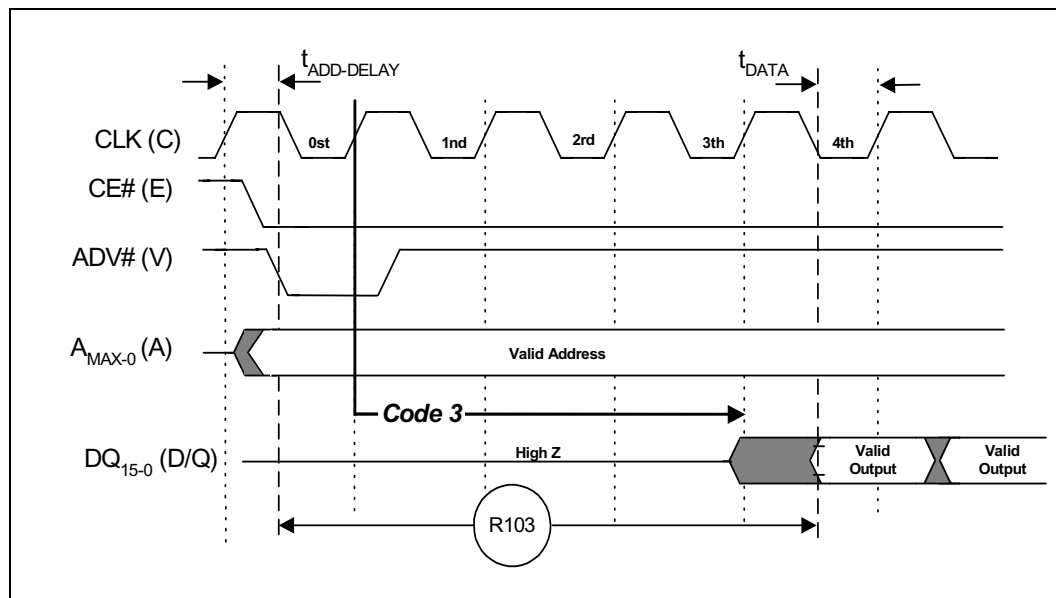 tADD-DELAY
tDATA
CLK (C)
0st
1nd
2rd
3th
4th
CE# (E)
ADV# (V)
AMAX-0 (A)
Valid Address
Code 3
DQ15-0 (D/Q)
High Z
Valid
Output
Valid
Output
R103